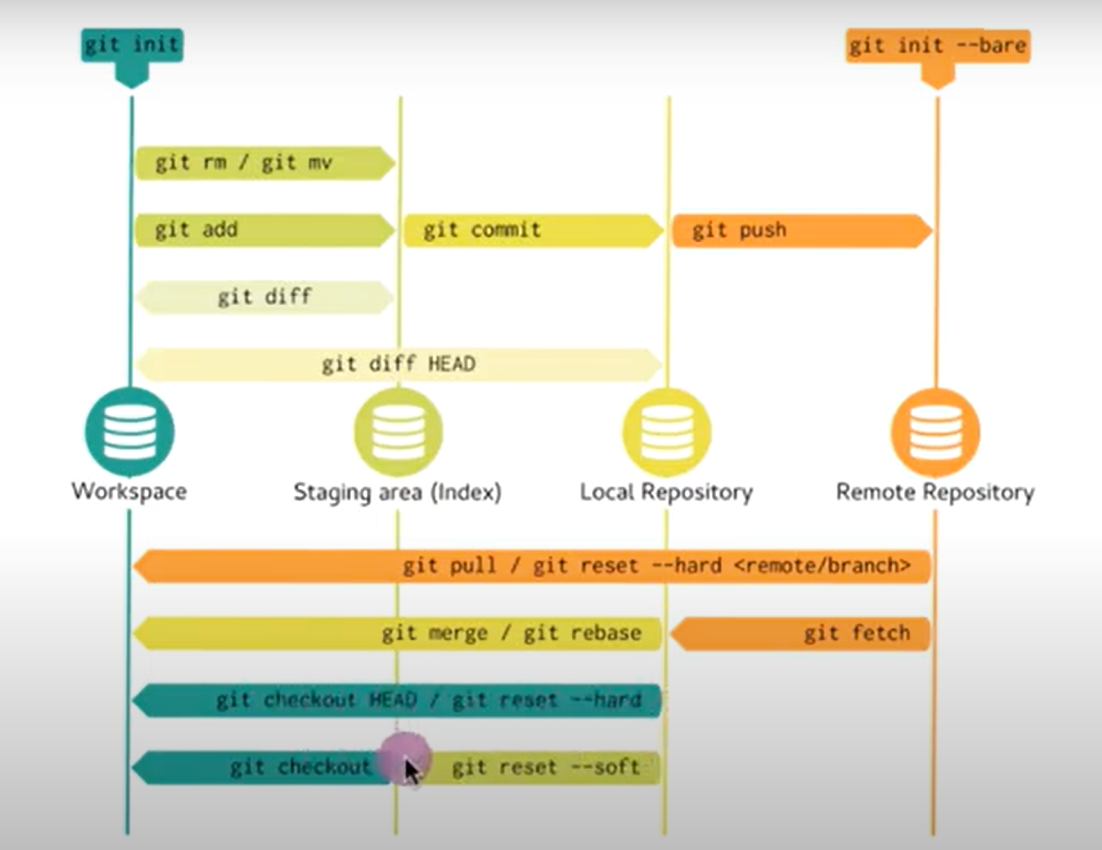 git init
git init --bare
git rm / git mv
git add
git commit
git push
git diff
git diff HEAD
Workspace
Staging area (Index)
Local Repository
Remote Repository
git pull / git reset --hard <remote/branch>
git merge / git rebase
git fetch
git checkout HEAD / git reset --hard
git checkout
git reset --soft